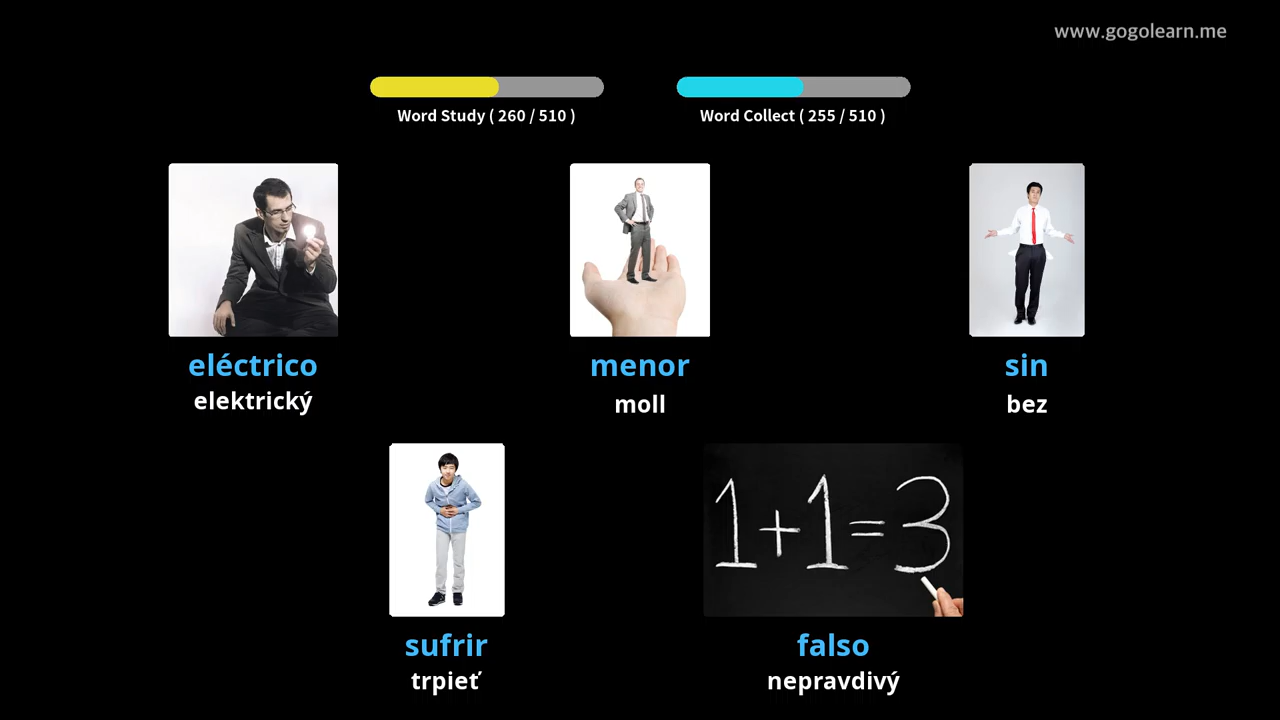 www.gogolearn.me
Word Study ( 260 / 510 )
Word Collect ( 255 / 510 )
eléctrico
elektrický
menor
moll
sin
bez
1+1=3
sufrir
trpieť
falso
nepravdivý